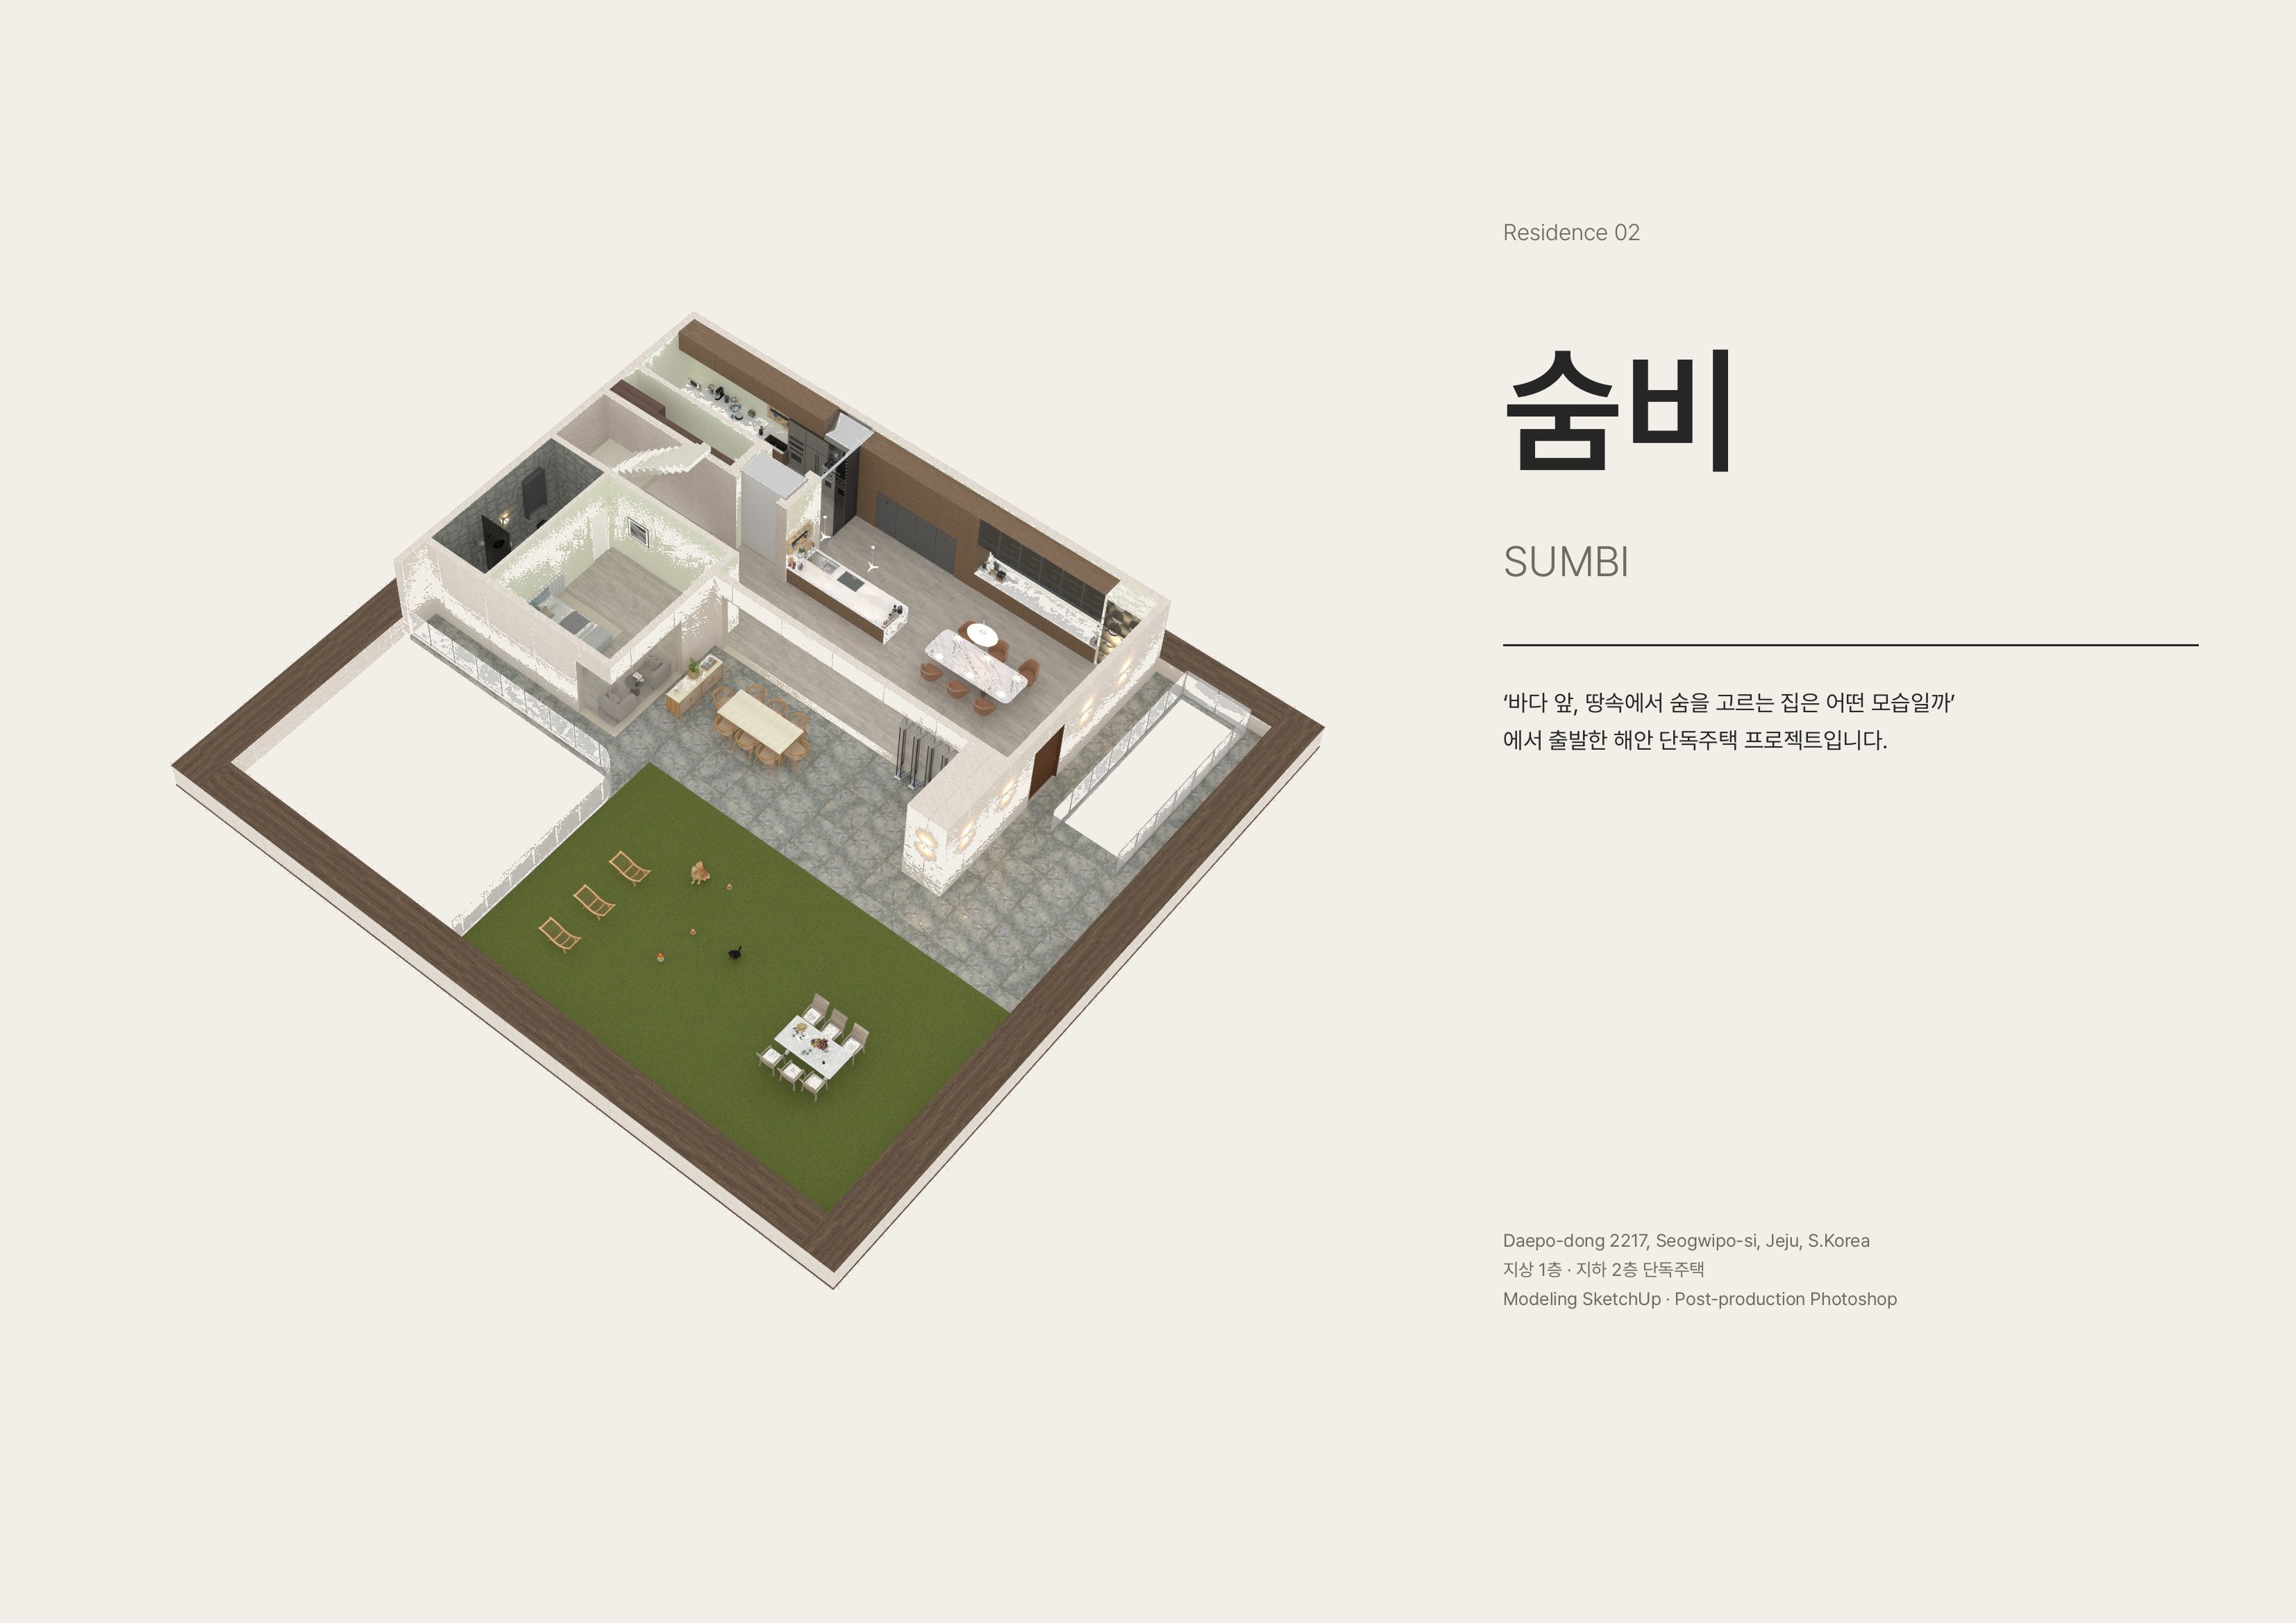 Residence 02
숨비
SUMBI
‘바다 앞, 땅속에서 숨을 고르는 집은 어떤 모습일까’
에서 출발한 해안 단독주택 프로젝트입니다.
Daepo-dong 2217, Seogwipo-si, Jeju, S.Korea
지상 1층 · 지하 2층 단독주택
Modeling SketchUp · Post-production Photoshop